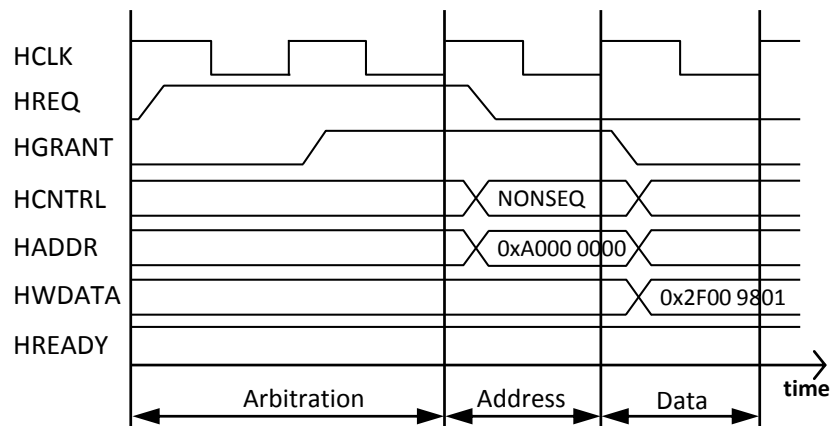 HCLK
HREQ
HGRANT
HCNTRL NONSEQ
HADDR 0xA000 0000
HWDATA 0x2F00 9801
HREADY
time
Arbitration Address Data